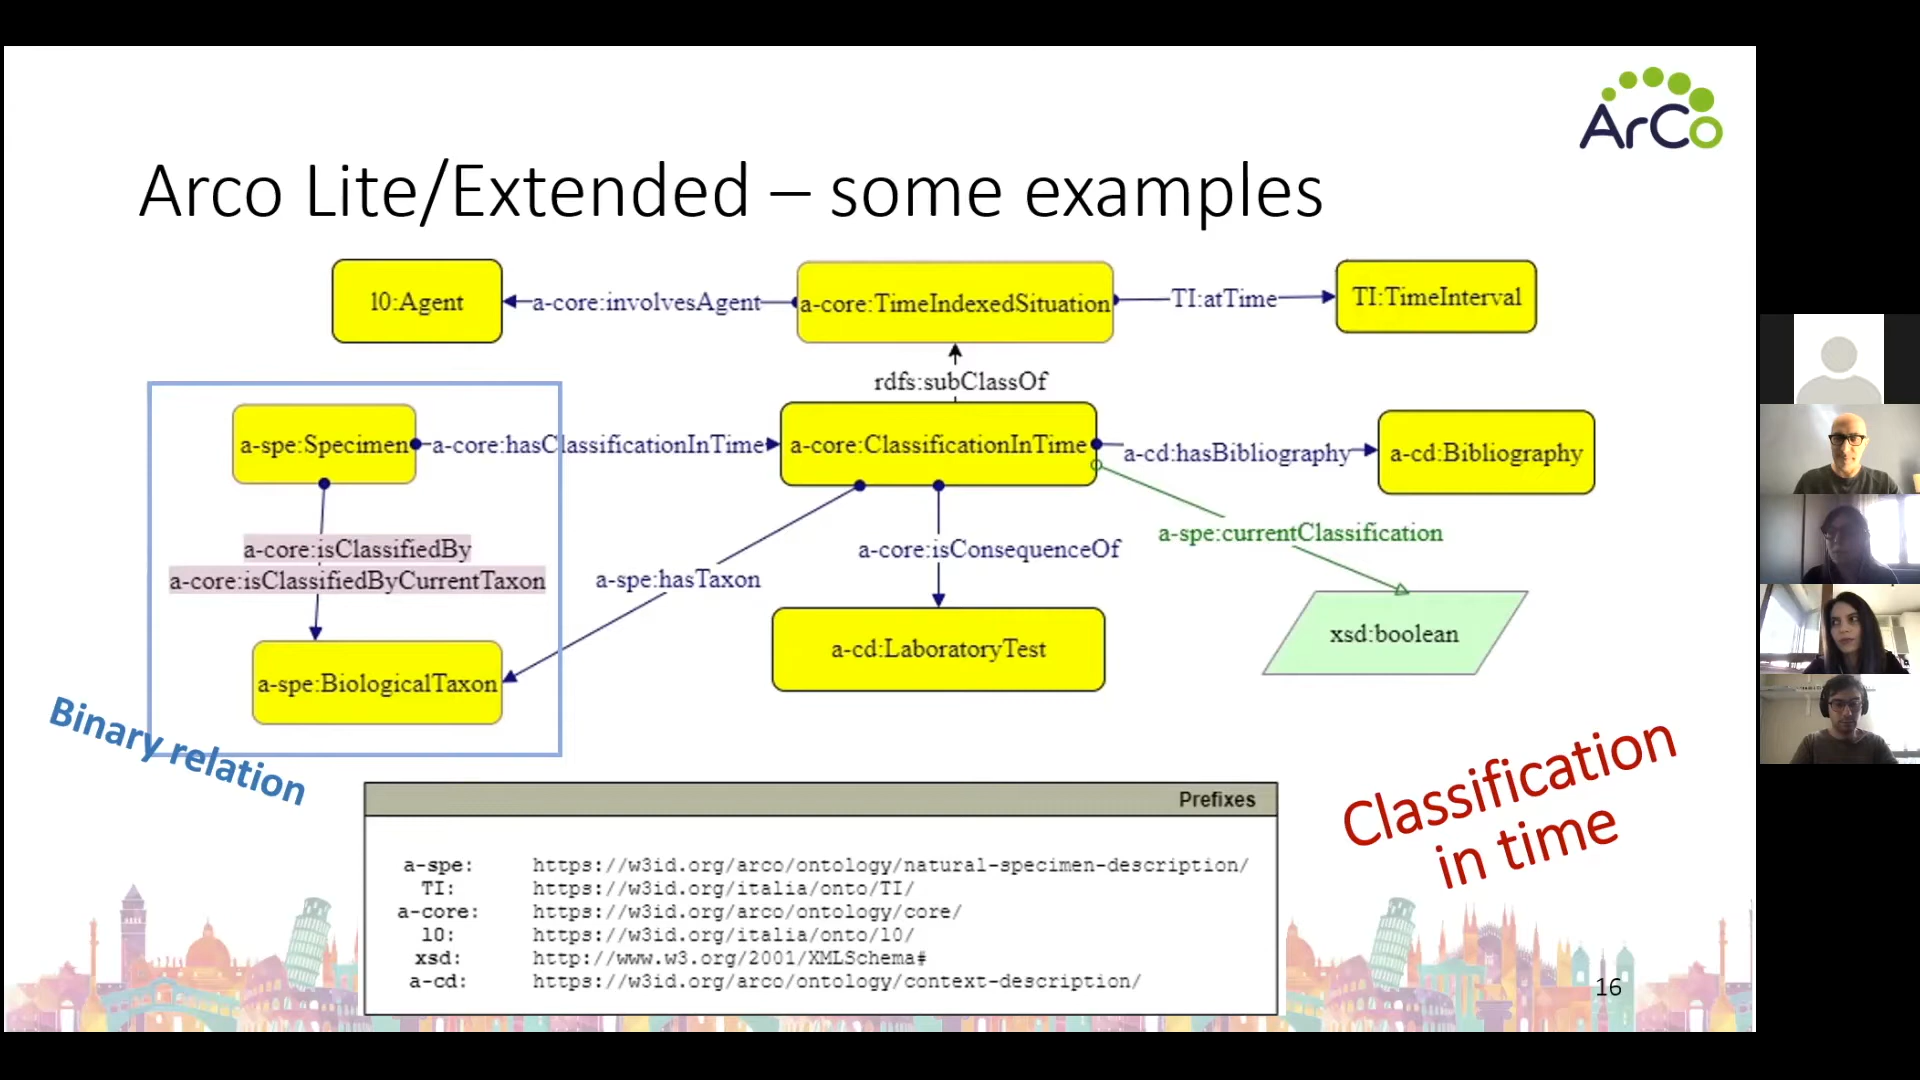 ArCo
Arco Lite/Extended – some examples
l0:Agent
a-core:involvesAgent
a-core:TimeIndexedSituation
TI:atTime
TI:TimeInterval
rdfs:subClassOf
a-spe:Specimen
a-core:hasClassificationInTime
a-core:ClassificationInTime
a-cd:hasBibliography
a-cd:Bibliography
a-core:isClassifiedBy
a-core:isClassifiedByCurrentTaxon
a-spe:hasTaxon
a-core:isConsequenceOf
a-spe:currentClassification
a-spe:BiologicalTaxon
a-cd:LaboratoryTest
xsd:boolean
Binary relation
Classification
in time
Prefixes
a-spe: https://w3id.org/arco/ontology/natural-specimen-description/
TI: https://w3id.org/italia/onto/TI/
a-core: https://w3id.org/arco/ontology/core/
l0: https://w3id.org/italia/onto/l0/
xsd: http://www.w3.org/2001/XMLSchema#
a-cd: https://w3id.org/arco/ontology/context-description/
16